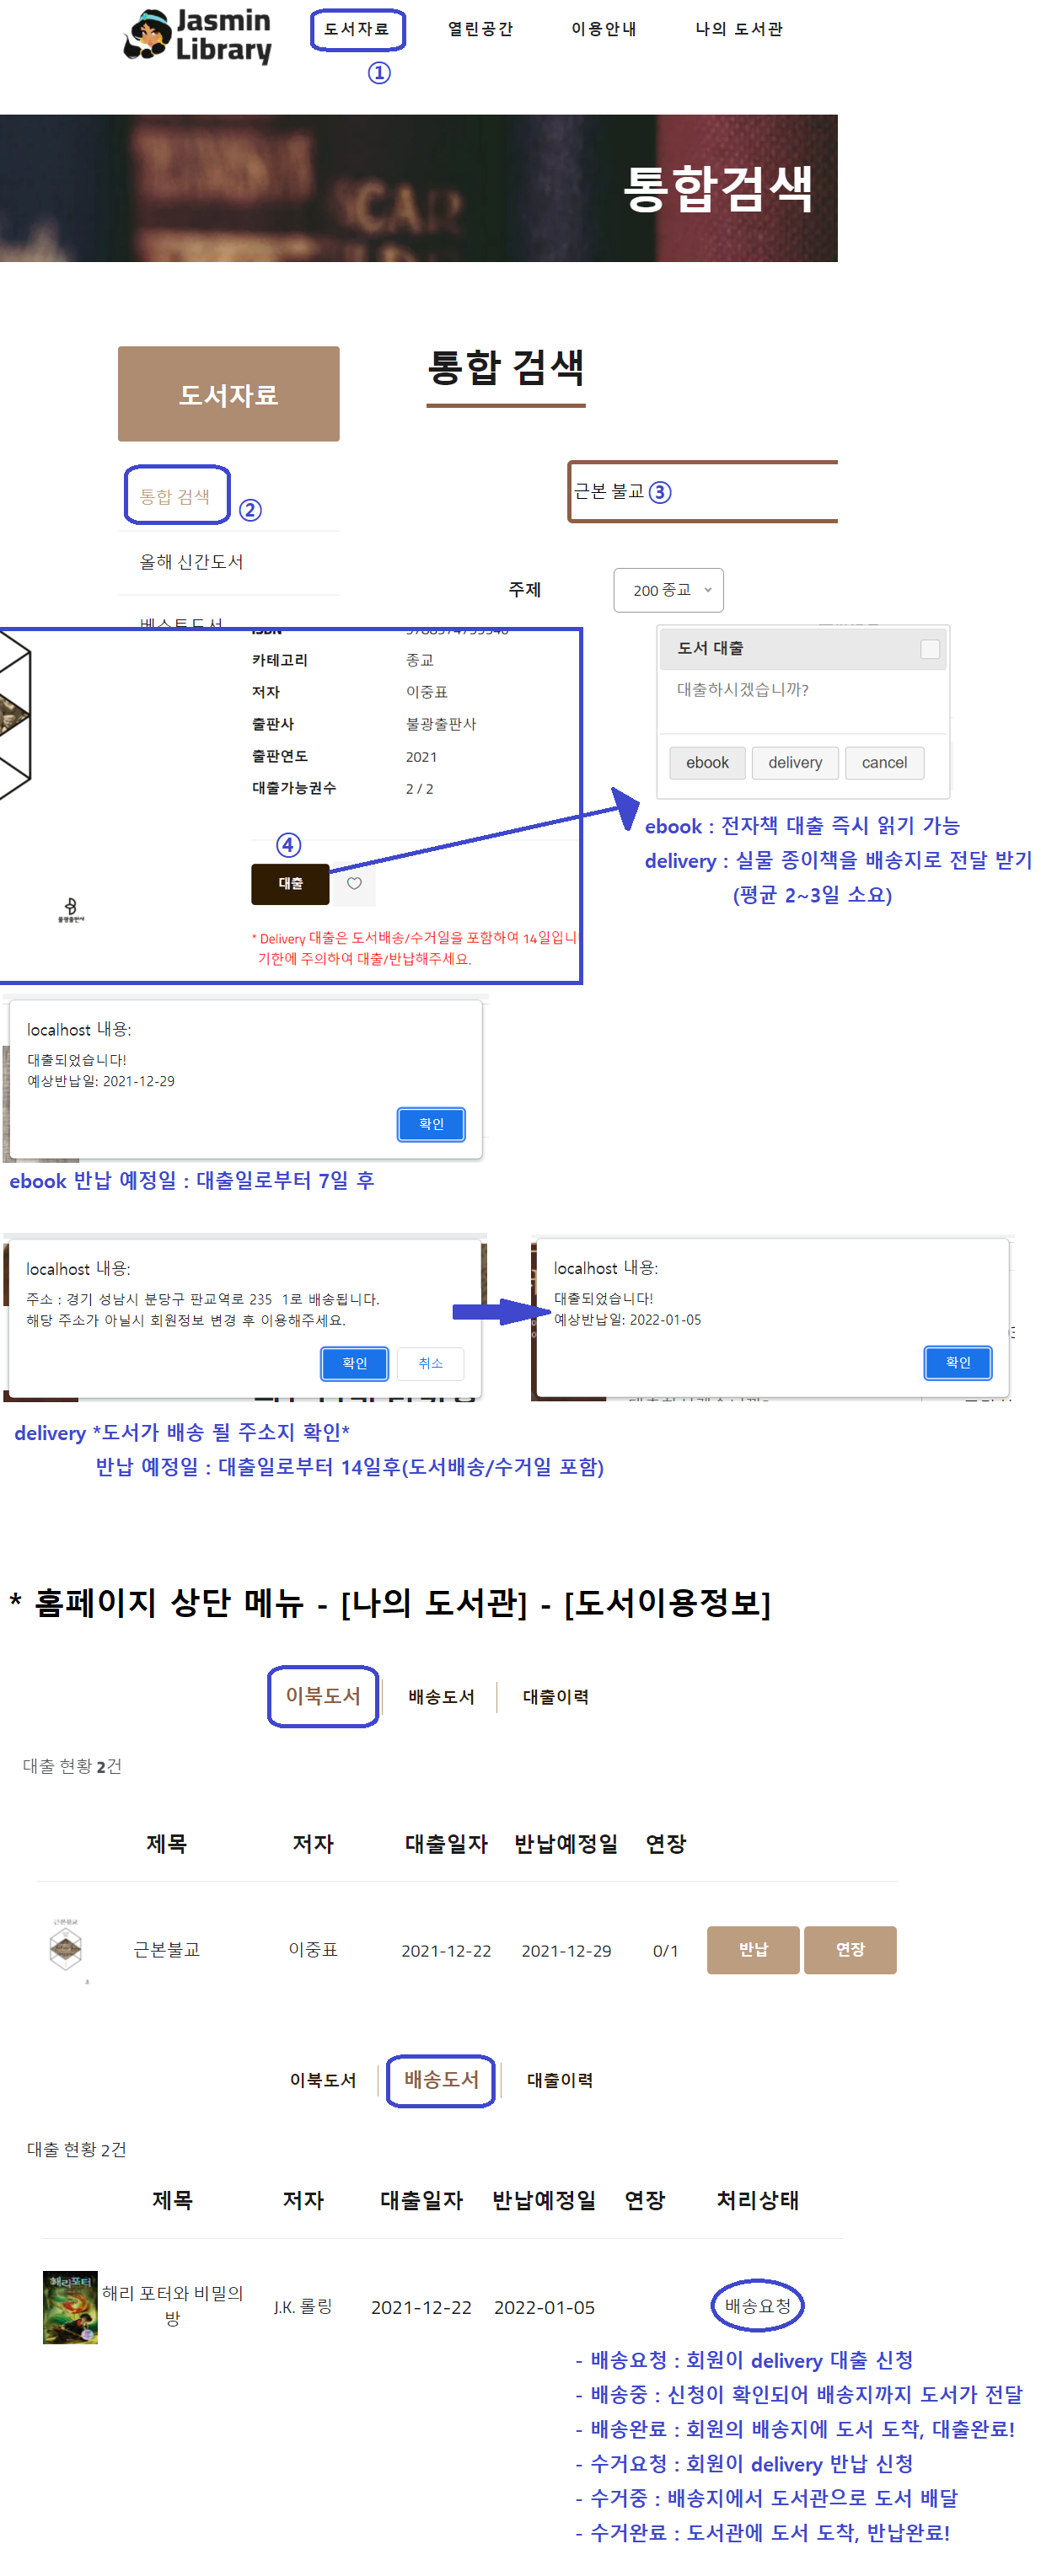 Jasmin
Library
도서자료
열린공간
이용안내
나의 도서관
①
통합검색
도서자료
통합 검색
통합 검색
②
근본 불교 ③
올해 신간도서
주제
200 종교
베스트도서
카테고리 종교
저자 이중표
출판사 불광출판사
출판연도 2021
대출가능권수 2 / 2
④
대출
불광출판사
* Delivery 대출은 도서배송/수거일을 포함하여 14일입니
기한에 주의하여 대출/반납해주세요.
도서 대출
대출하시겠습니까?
ebook
delivery
cancel
ebook : 전자책 대출 즉시 읽기 가능
delivery : 실물 종이책을 배송지로 전달 받기
(평균 2~3일 소요)
localhost 내용:
대출되었습니다!
예상반납일: 2021-12-29
확인
ebook 반납 예정일 : 대출일로부터 7일 후
localhost 내용:
주소 : 경기 성남시 분당구 판교역로 235 1로 배송됩니다.
해당 주소가 아닐시 회원정보 변경 후 이용해주세요.
확인
취소
localhost 내용:
대출되었습니다!
예상반납일: 2022-01-05
확인
delivery *도서가 배송 될 주소지 확인*
반납 예정일 : 대출일로부터 14일후(도서배송/수거일 포함)
* 홈페이지 상단 메뉴 - [나의 도서관] - [도서이용정보]
이북도서
배송도서
대출이력
대출 현황 2건
제목 저자 대출일자 반납예정일 연장
근본불교
근본불교 이중표 2021-12-22 2021-12-29 0/1 반납 연장
이북도서
배송도서
대출이력
대출 현황 2건
제목 저자 대출일자 반납예정일 연장 처리상태
해리포터
해리 포터와 비밀의
방
J.K. 롤링 2021-12-22 2022-01-05 배송요청
- 배송요청 : 회원이 delivery 대출 신청
- 배송중 : 신청이 확인되어 배송지까지 도서가 전달
- 배송완료 : 회원의 배송지에 도서 도착, 대출완료!
- 수거요청 : 회원이 delivery 반납 신청
- 수거중 : 배송지에서 도서관으로 도서 배달
- 수거완료 : 도서관에 도서 도착, 반납완료!